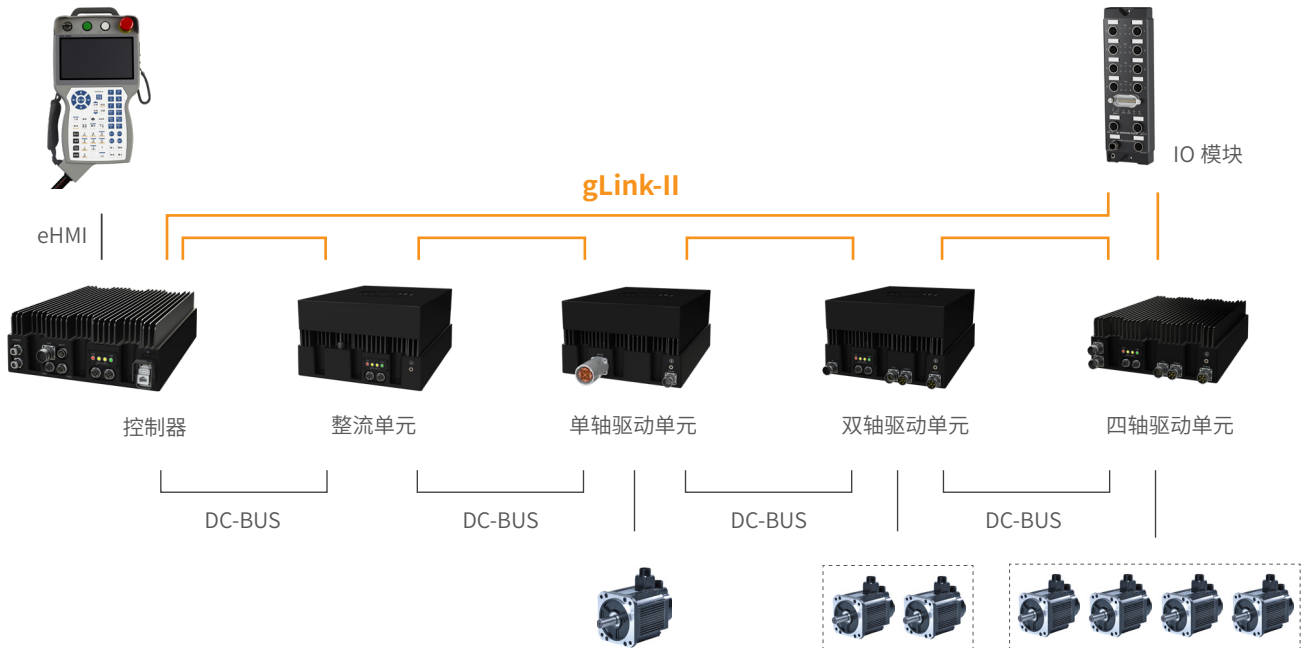 IO 模块
gLink-II
eHMI
控制器
整流单元
单轴驱动单元
双轴驱动单元
四轴驱动单元
DC-BUS
DC-BUS
DC-BUS
DC-BUS